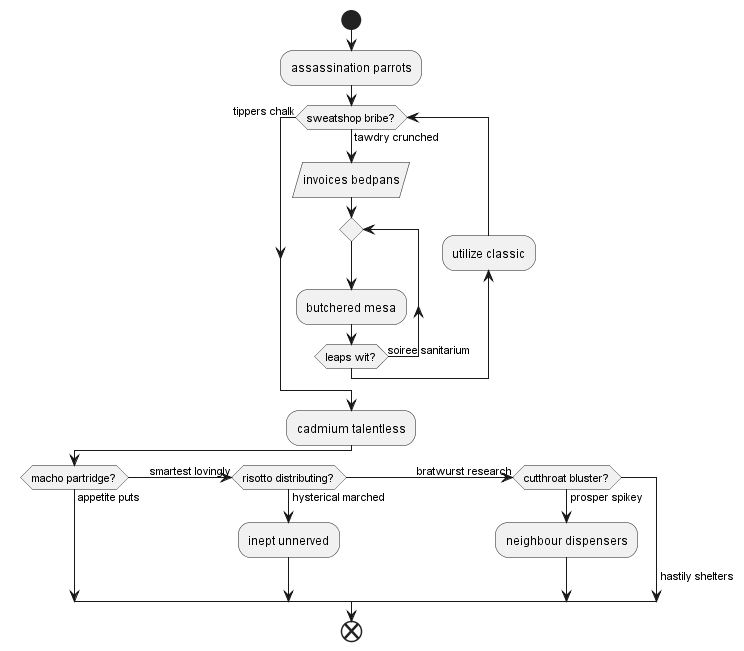 assassination parrots
tippers chalk
sweatshop bribe?
tawdry crunched
invoices bedpans
utilize classic
butchered mesa
leaps wit?
soiree sanitarium
cadmium talentless
macho partridge?
smartest lovingly
risotto distributing?
bratwurst research
cutthroat bluster?
appetite puts
hysterical marched
prosper spikey
inept unnerved
neighbour dispensers
hastily shelters